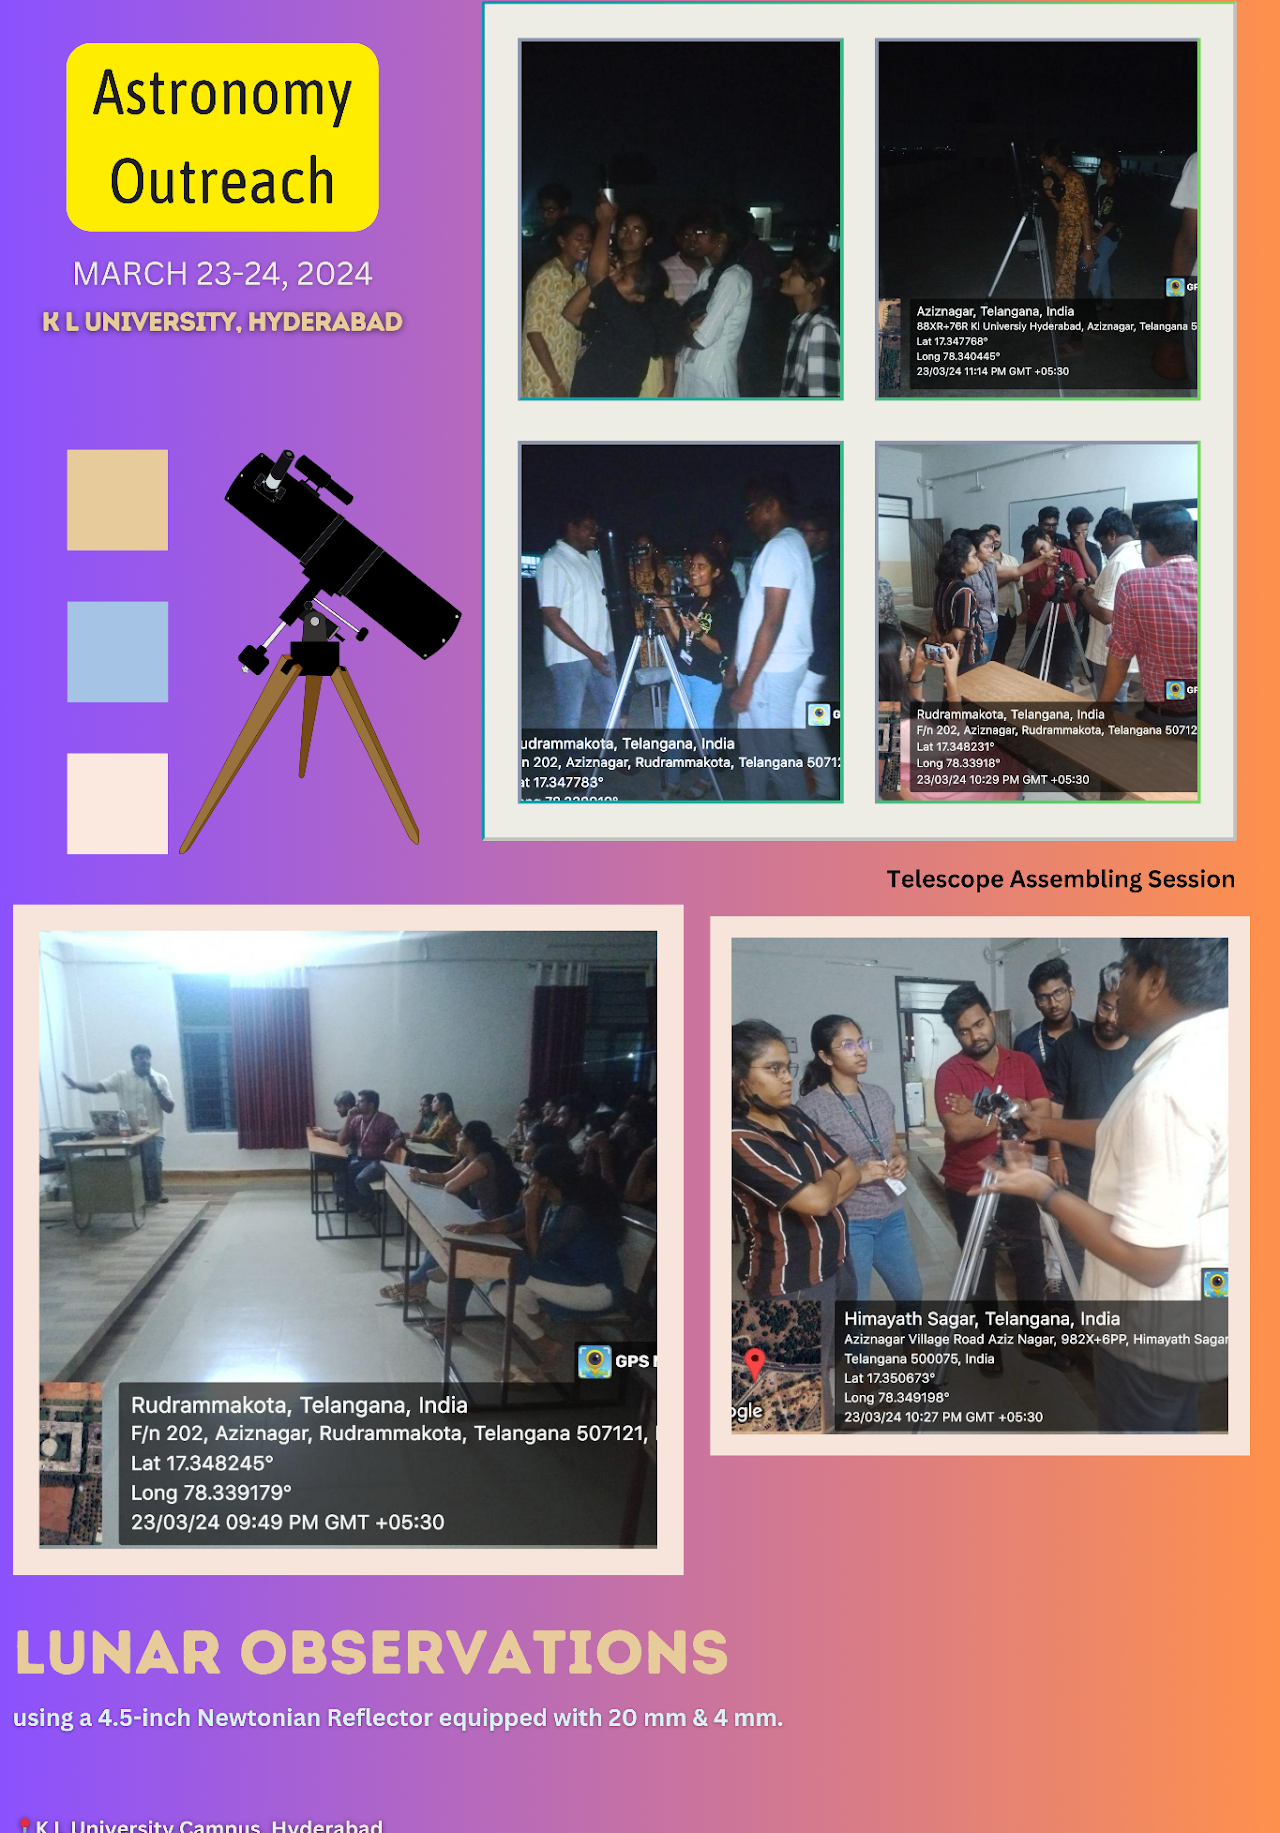 Astronomy
Outreach
MARCH 23-24, 2024
K L UNIVERSITY, HYDERABAD
Aziznagar, Telangana, India
88XR+76R Kl Universiy Hyderabad, Aziznagar, Telangana 5
Lat 17.347768°
Long 78.340445°
23/03/24 11:14 PM GMT +05:30
udrammakota, Telangana, India
n 202, Aziznagar, Rudrammakota, Telangana 5071
at 17.347783°
Rudrammakota, Telangana, India
F/n 202, Aziznagar, Rudrammakota, Telangana 50712
Lat 17.348231°
Long 78.33918°
23/03/24 10:29 PM GMT +05:30
Telescope Assembling Session
GPS
Rudrammakota, Telangana, India
F/n 202, Aziznagar, Rudrammakota, Telangana 507121,
Lat 17.348245°
Long 78.339179°
23/03/24 09:49 PM GMT +05:30
Himayath Sagar, Telangana, India
Aziznagar Village Road Aziz Nagar, 982X+6PP, Himayath Sagar
Telangana 500075, India
Lat 17.350673°
Long 78.349198°
23/03/24 10:27 PM GMT +05:30
ogle
LUNAR OBSERVATIONS
using a 4.5-inch Newtonian Reflector equipped with 20 mm & 4 mm.
K L University Campus, Hyderabad